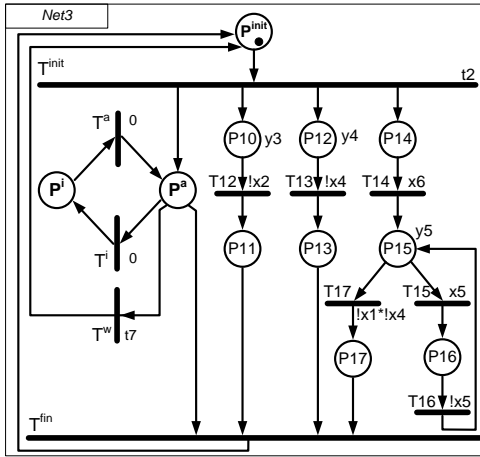 Net3
P^init
T^init
t2
T^a 0
P10 y3
P12 y4
P14
P^i
P^a
T12 !x2
T13 !x4
T14 x6
T^i 0
P11
P13
P15 y5
T17
!x1*!x4
T15 x5
T^w t7
P17
P16
T16 !x5
T^fin